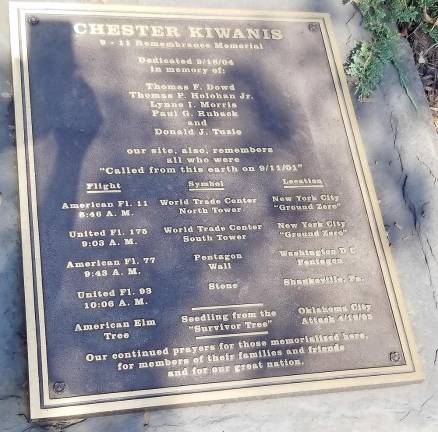 CHESTER KIWANIS
9 - 11 Remembrance Memorial
Dedicated 9/18/04
in memory of:
Thomas F. Dowd
Thomas P. Holohan Jr.
Lynne I. Morris
Paul G. Ruback
and
Donald J. Tuzio
our site, also, remembers
all who were
"Called from this earth on 9/11/01"
Flight Symbol Location
American Fl. 11 World Trade Center New York City
8:46 A. M. North Tower "Ground Zero"
United Fl. 175 World Trade Center New York City
9:03 A. M. South Tower "Ground Zero"
American Fl. 77 Pentagon Washington D C
9:43 A. M. Wall Pentagon
United Fl. 93 Stone Shanksville, Pa.
10:06 A. M.
American Elm Seedling from the Oklahoma City
Tree "Survivor Tree" Attack 4/19/95
Our continued prayers for those memorialized here,
for members of their families and friends
and for our great nation.